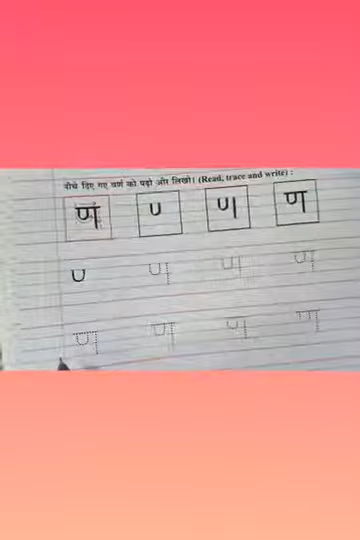 नीचे दिए गए वर्ण को पढ़ो और लिखो। (Read, trace and write) :
ण ण ण
ण ण ण
ण ण ण ण